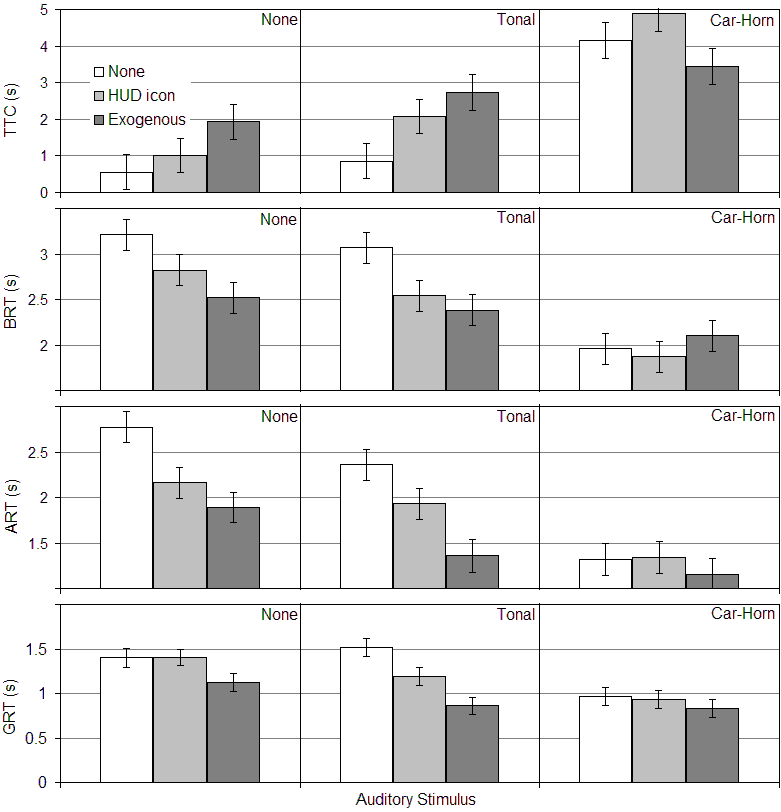 5
None
Tonal
Car-Horn
4
None
3
HUD icon
Exogenous
2
1
0
TTC (s)
None
Tonal
Car-Horn
3
2.5
2
BRT (s)
None
Tonal
Car-Horn
2.5
2
1.5
ART (s)
None
Tonal
Car-Horn
1.5
1
0.5
0
GRT (s)
Auditory Stimulus